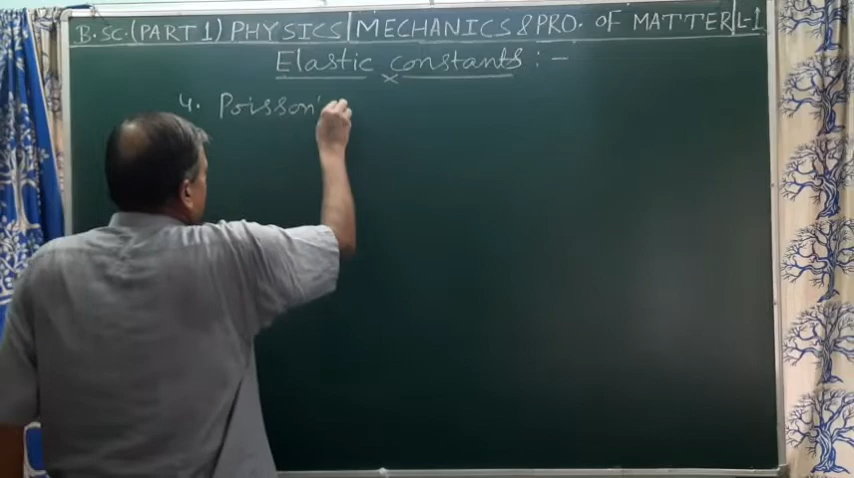 B.SC.(PART 1) PHYSICS|MECHANICS & PRO. OF MATTER L-1
Elastic constants :-
4. Poisson'